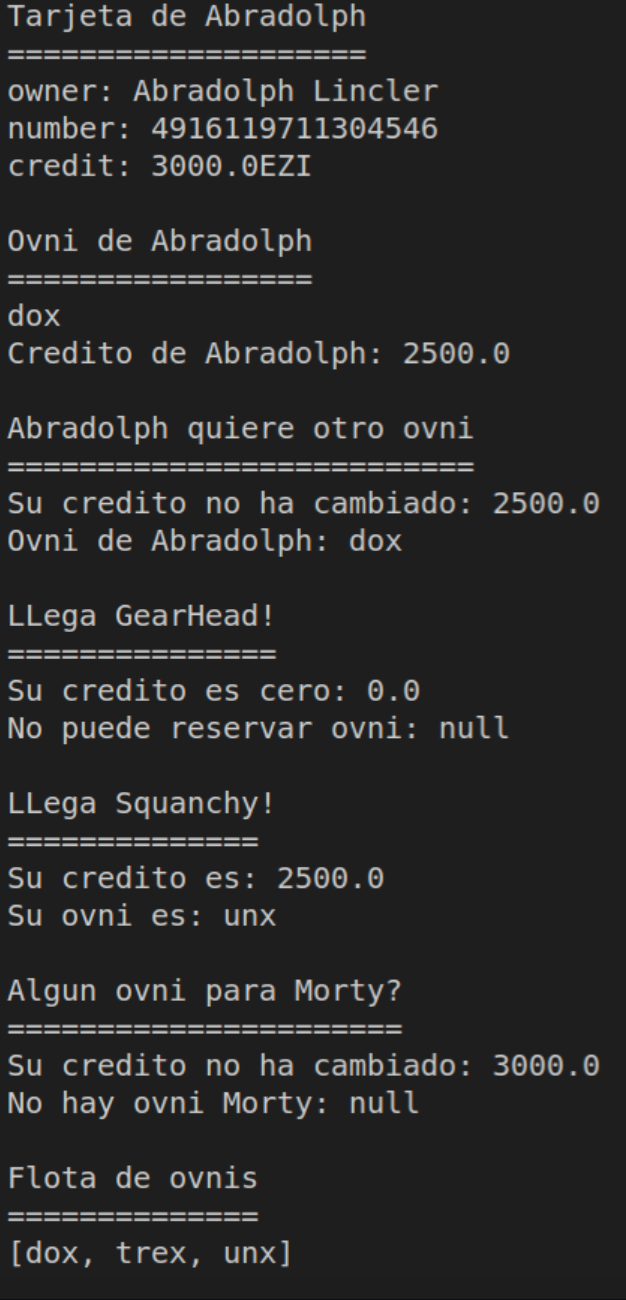 Tarjeta de Abradolph
====================
owner: Abradolph Lincler
number: 4916119711304546
credit: 3000.0EZI
Ovni de Abradolph
=================
dox
Credito de Abradolph: 2500.0
Abradolph quiere otro ovni
==========================
Su credito no ha cambiado: 2500.0
Ovni de Abradolph: dox
LLega GearHead!
===============
Su credito es cero: 0.0
No puede reservar ovni: null
LLega Squanchy!
==============
Su credito es: 2500.0
Su ovni es: unx
Algun ovni para Morty?
======================
Su credito no ha cambiado: 3000.0
No hay ovni Morty: null
Flota de ovnis
==============
[dox, trex, unx]